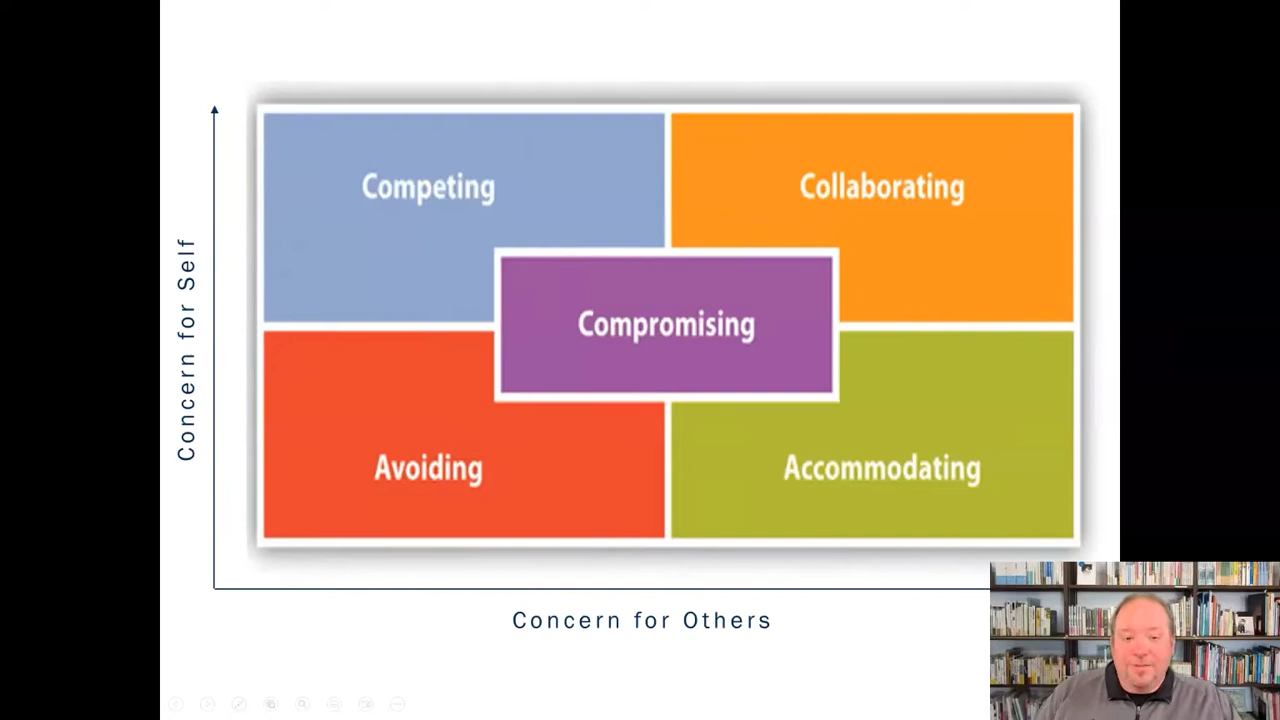 Competing
Collaborating
Compromising
Avoiding
Accommodating
Concern for Self
Concern for Others